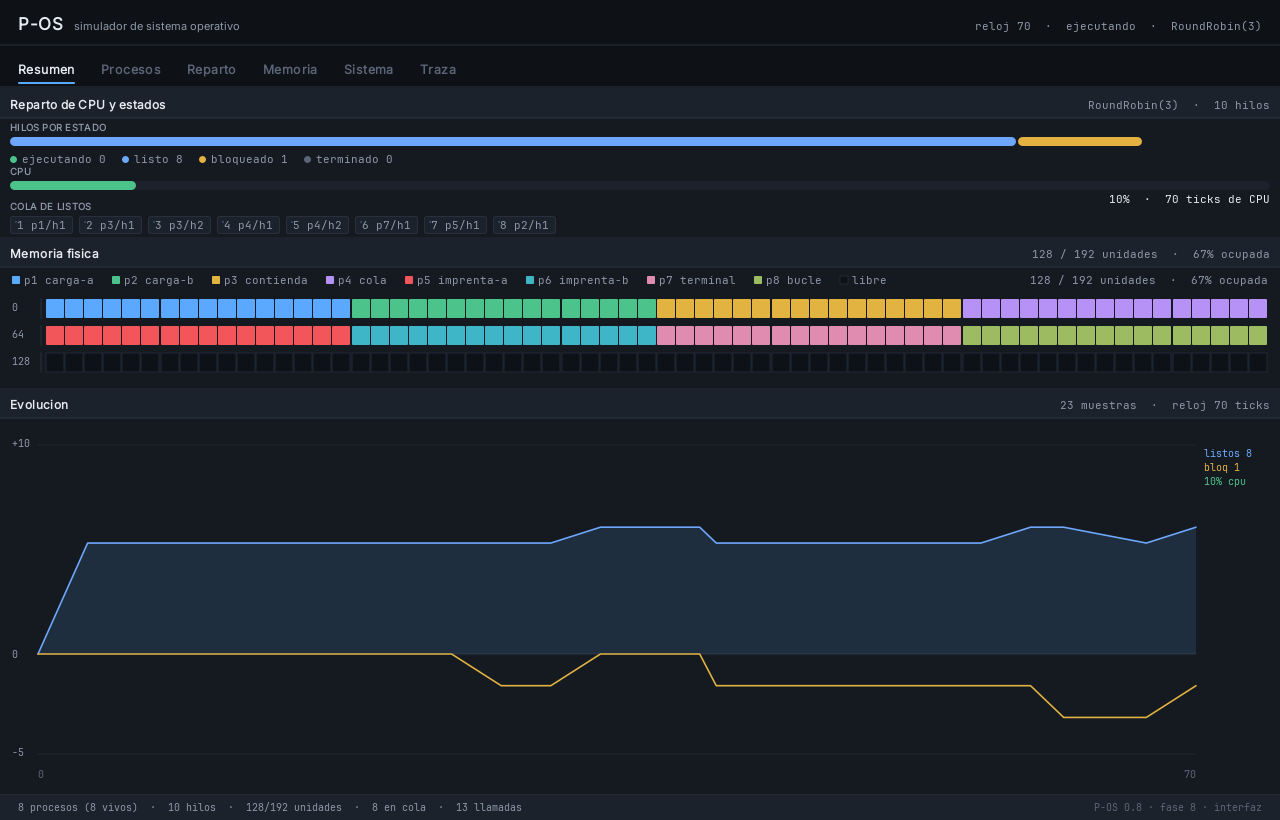 P-OS simulador de sistema operativo reloj 70 · ejecutando · RoundRobin(3)
Resumen Procesos Reparto Memoria Sistema Traza
Reparto de CPU y estados RoundRobin(3) · 10 hilos
HILOS POR ESTADO
ejecutando 0 listo 8 bloqueado 1 terminado 0
CPU
10% · 70 ticks de CPU
COLA DE LISTOS
1 p1/h1 2 p3/h1 3 p3/h2 4 p4/h1 5 p4/h2 6 p7/h1 7 p5/h1 8 p2/h1
Memoria fisica 128 / 192 unidades · 67% ocupada
p1 carga-a p2 carga-b p3 contienda p4 cola p5 imprenta-a p6 imprenta-b p7 terminal p8 bucle libre 128 / 192 unidades · 67% ocupada
0
64
128
Evolucion 23 muestras · reloj 70 ticks
+10
listos 8
bloq 1
10% cpu
0
-5
0 70
8 procesos (8 vivos) · 10 hilos · 128/192 unidades · 8 en cola · 13 llamadas P-OS 0.8 · fase 8 · interfaz